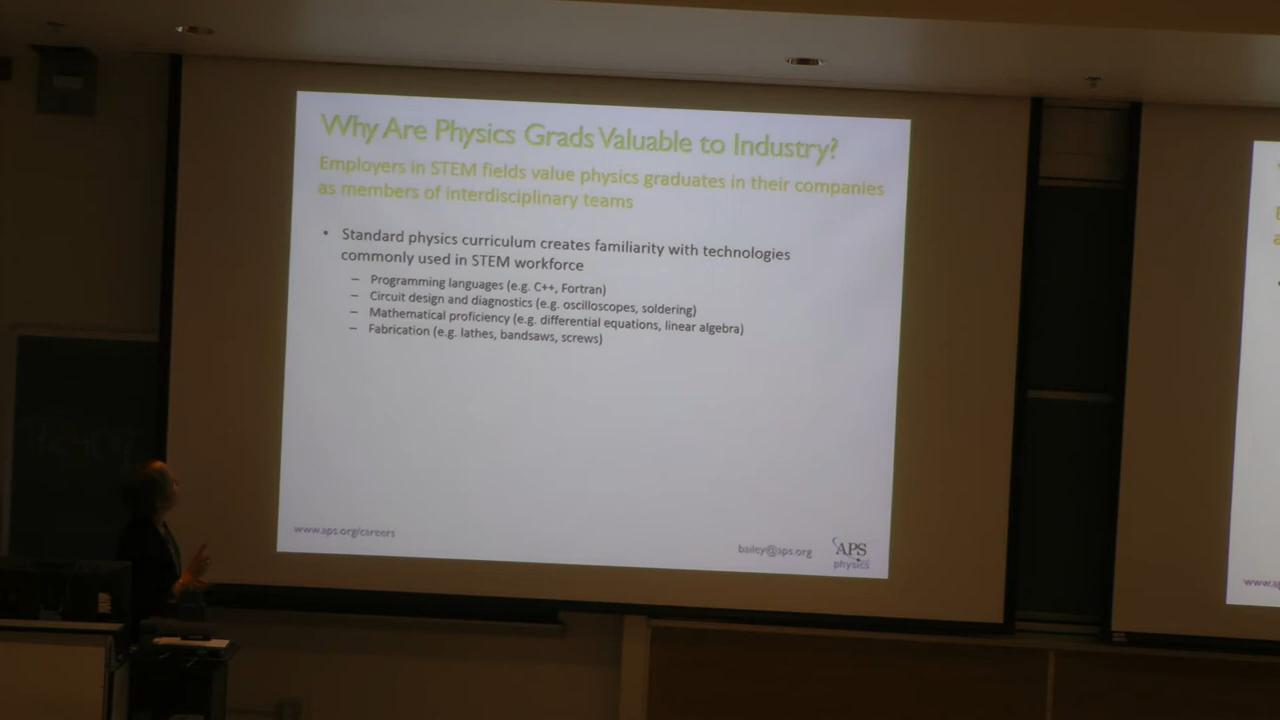 Why Are Physics Grads Valuable to Industry?
Employers in STEM fields value physics graduates in their companies
as members of interdisciplinary teams
• Standard physics curriculum creates familiarity with technologies
commonly used in STEM workforce
– Programming languages (e.g. C++, Fortran)
– Circuit design and diagnostics (e.g. oscilloscopes, soldering)
– Mathematical proficiency (e.g. differential equations, linear algebra)
– Fabrication (e.g. lathes, bandsaws, screws)
www.aps.org/careers
bailey@aps.org
APS
physics